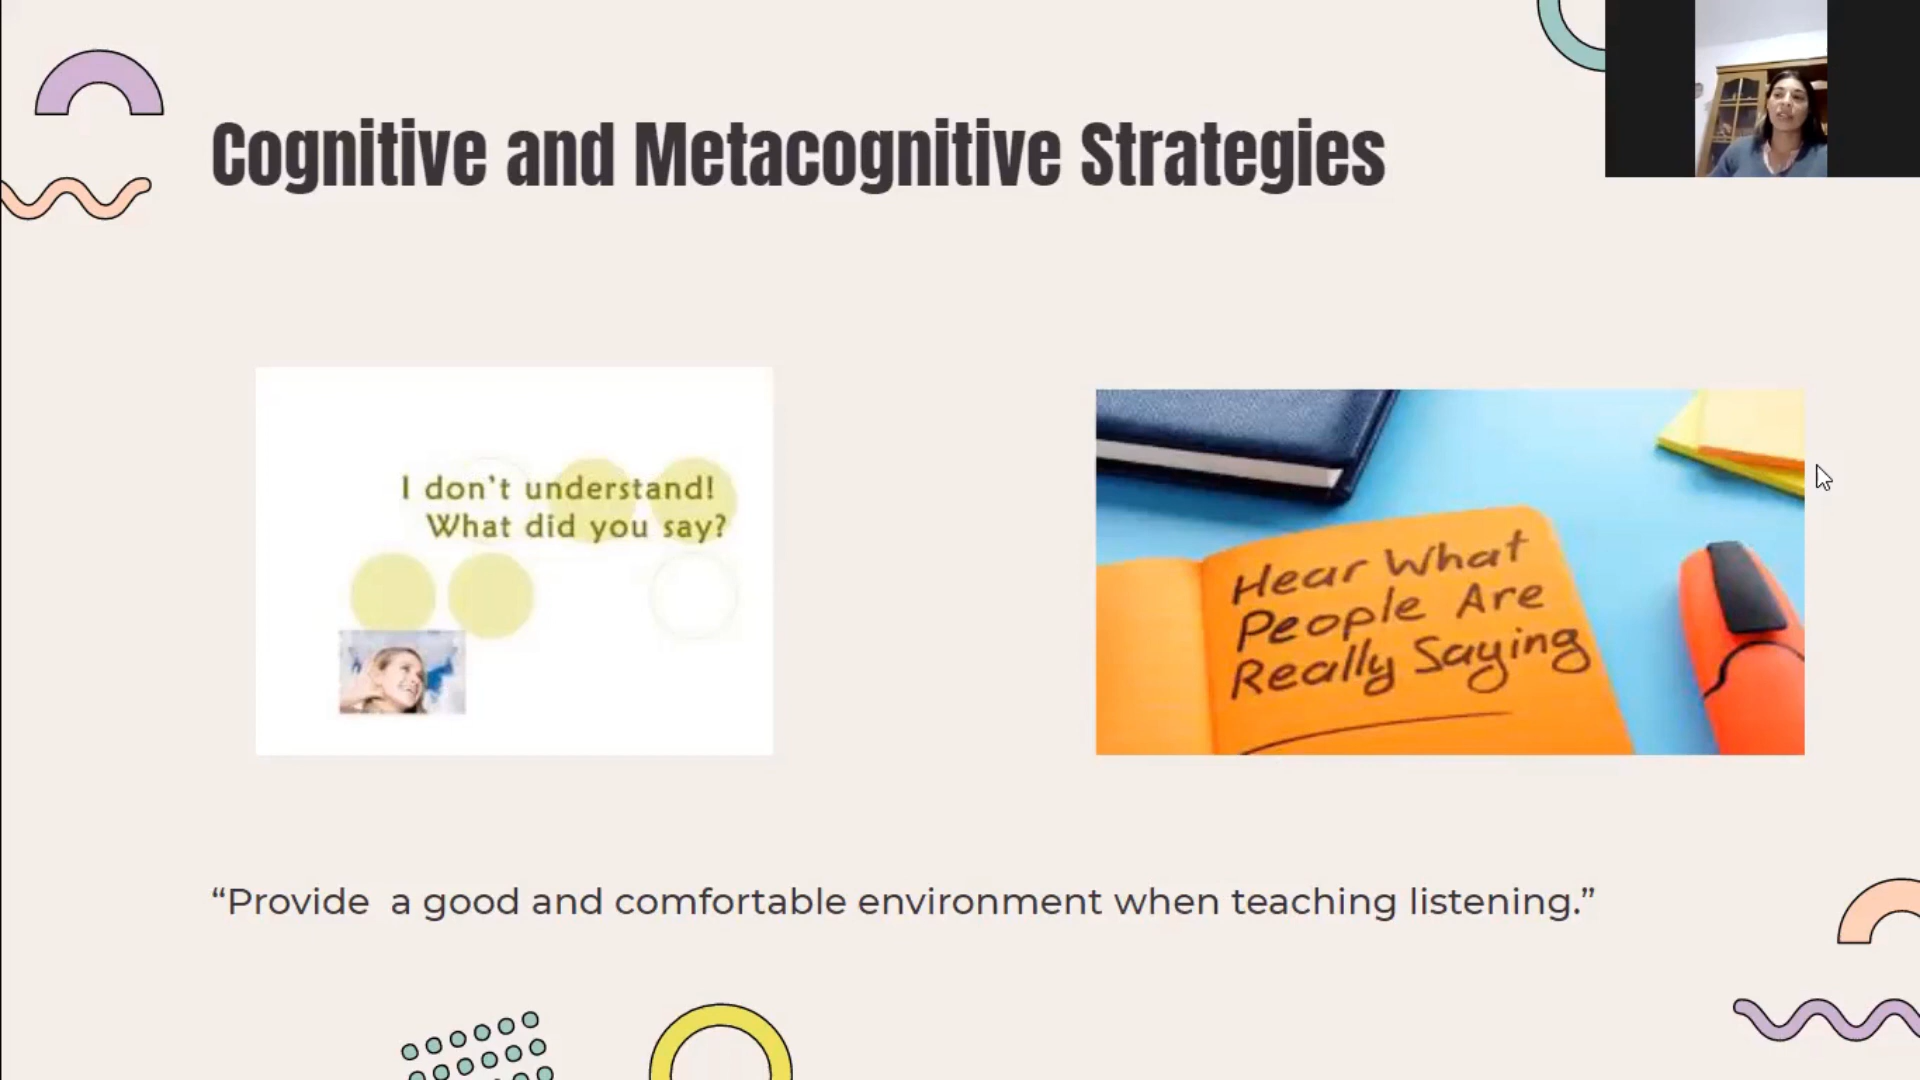 Cognitive and Metacognitive Strategies
I don't understand!
What did you say?
Hear What
People Are
Really Saying
“Provide  a good and comfortable environment when teaching listening.”